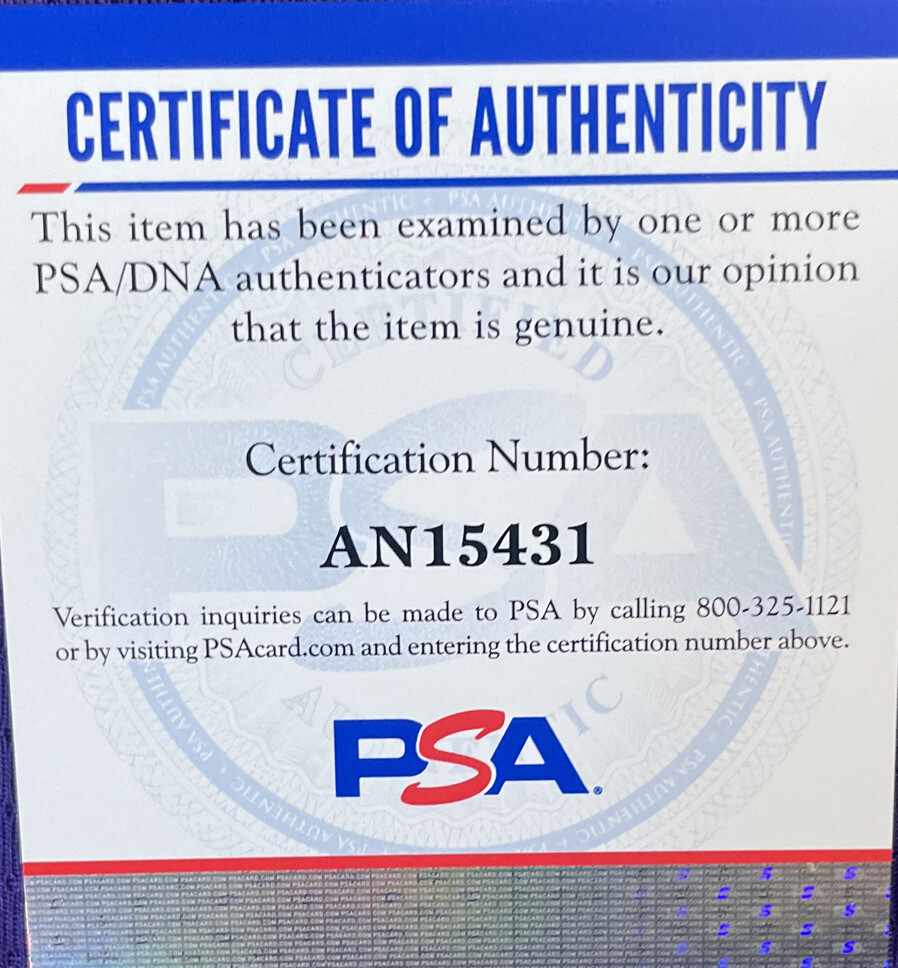 CERTIFICATE OF AUTHENTICITY
This item has been examined by one or more
PSA/DNA authenticators and it is our opinion
that the item is genuine.
CERTIFIED
Certification Number:
AN15431
Verification inquiries can be made to PSA by calling 800-325-1121
or by visiting PSAcard.com and entering the certification number above.
PSA®